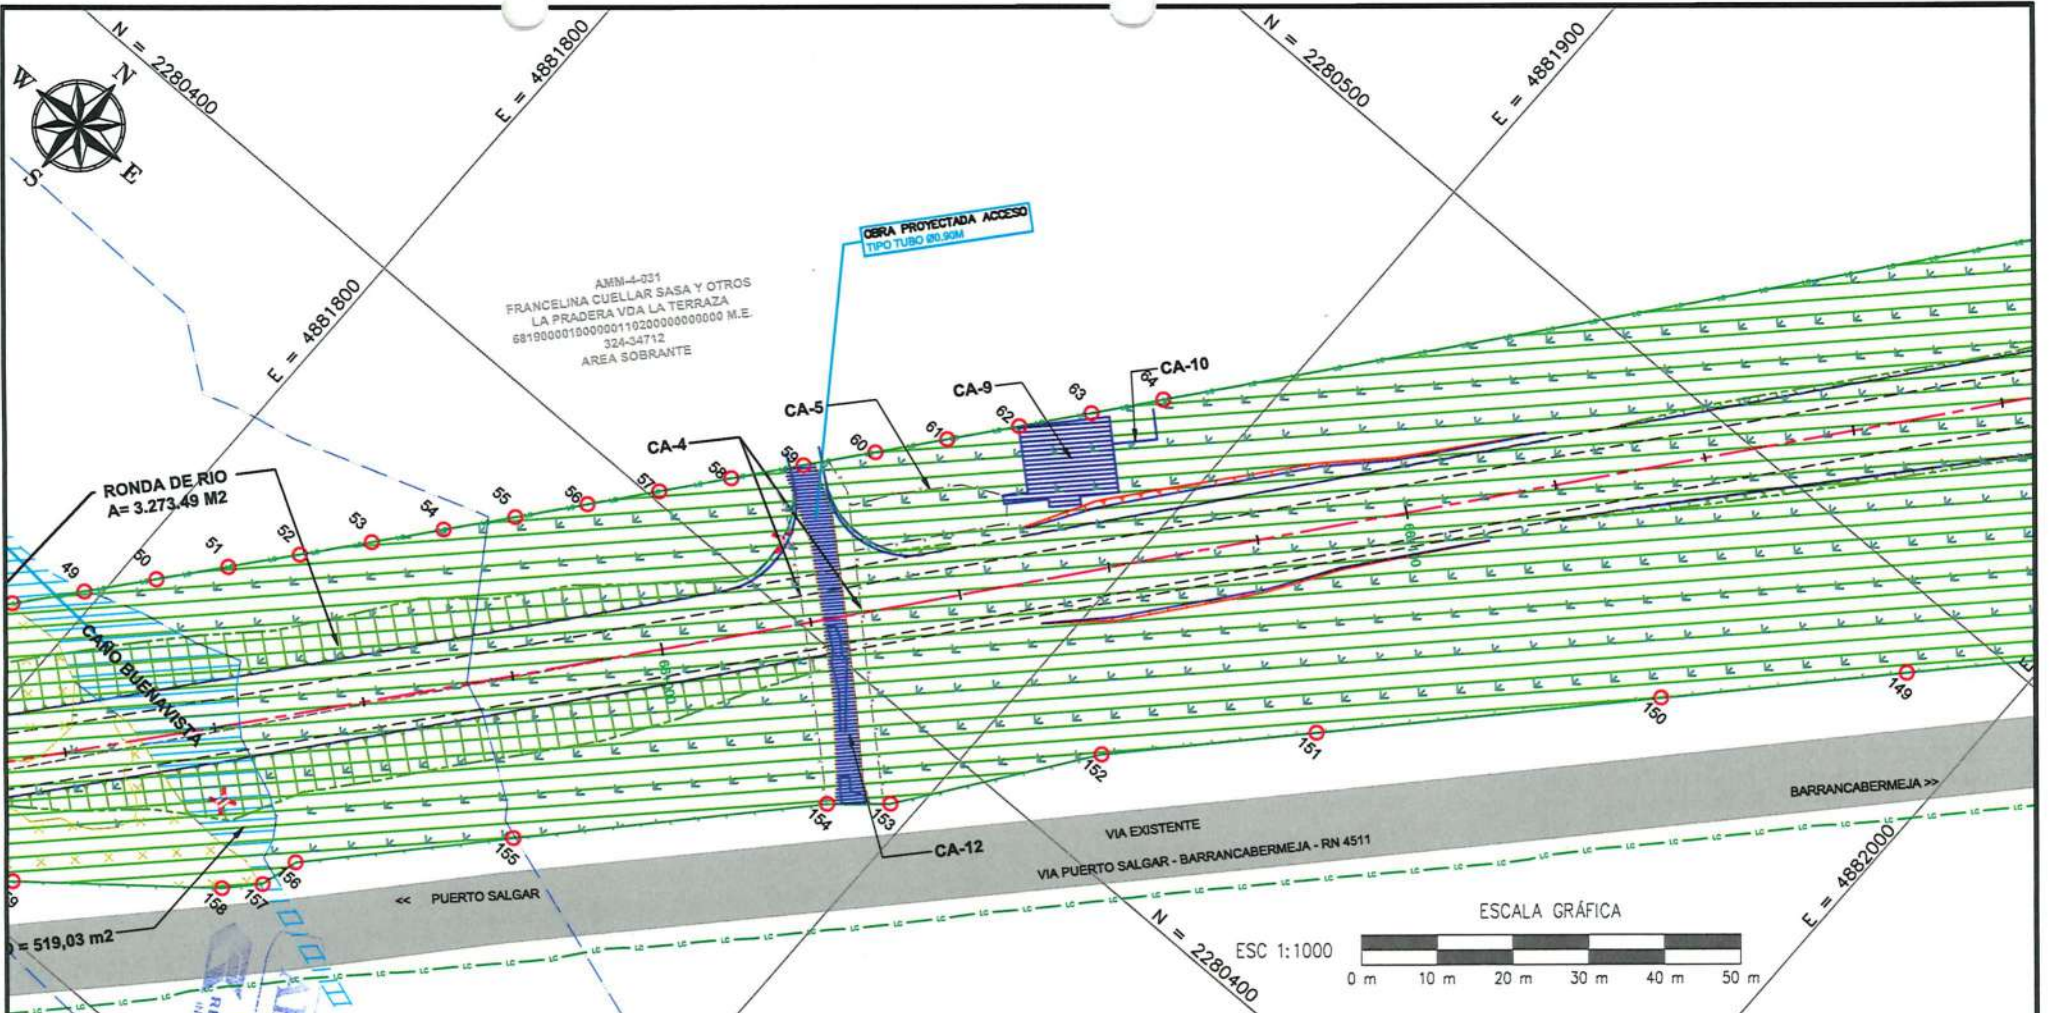 N = 2280400
E = 4881800
N = 2280500
E = 4881900
W
N
S
E
OBRA PROYECTADA ACCESO
TIPO TUBO Ø0.90M
AMM-4-031
FRANCELINA CUELLAR SASA Y OTROS
LA PRADERA VDA LA TERRAZA
324-34712
AREA SOBRANTE
E = 4881800
CA-10
CA-9
CA-5
CA-4
RONDA DE RIO
A= 3.273.49 M2
49
50
51
52
53
54
55
56
57
58
59
60
61
62
63
64
CAÑO BUENAVISTA
149
150
151
152
153
154
155
156
157
158
CA-12
VIA EXISTENTE
VIA PUERTO SALGAR - BARRANCABERMEJA - RN 4511
BARRANCABERMEJA >>
<< PUERTO SALGAR
= 519,03 m2
N = 2280400
E = 4882000
ESCALA GRÁFICA
ESC 1:1000
0 m 10 m 20 m 30 m 40 m 50 m